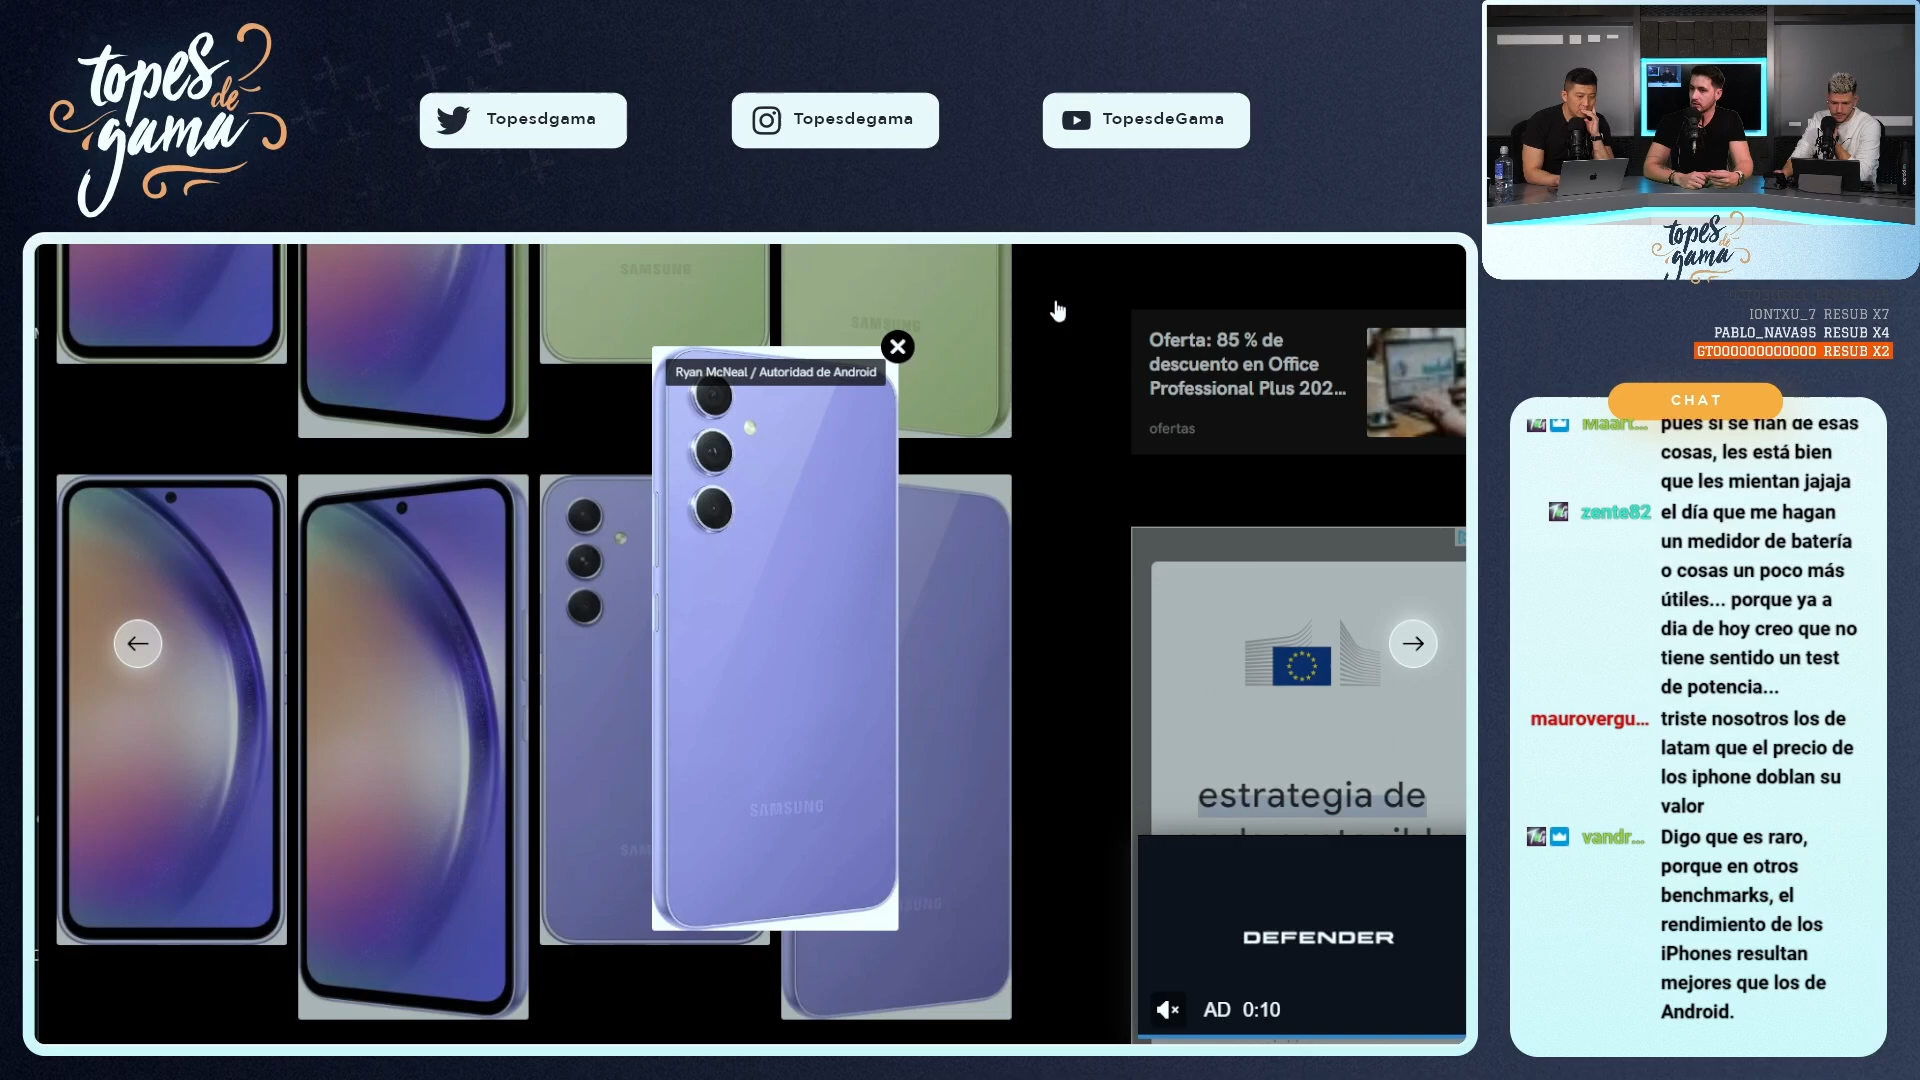 topes
de
gama
Topesdgama
Topesdegama
TopesdeGama
topes
de
gama
IONTXU_7 RESUB X7
PABLO_NAVA95 RESUB X4
GTOOOOOOOOOOO RESUB X2
SAMSUNG
SAMSUNG
Ryan McNeal / Autoridad de Android
SAMSUNG
Oferta: 85 % de
descuento en Office
Professional Plus 202...
ofertas
estrategia de
DEFENDER
AD 0:10
CHAT
Maart... pues si se fían de esas
cosas, les está bien
que les mientan jajaja
zente82 el día que me hagan
un medidor de batería
o cosas un poco más
útiles... porque ya a
dia de hoy creo que no
tiene sentido un test
de potencia...
maurovergu... triste nosotros los de
latam que el precio de
los iphone doblan su
valor
vandr... Digo que es raro,
porque en otros
benchmarks, el
rendimiento de los
iPhones resultan
mejores que los de
Android.